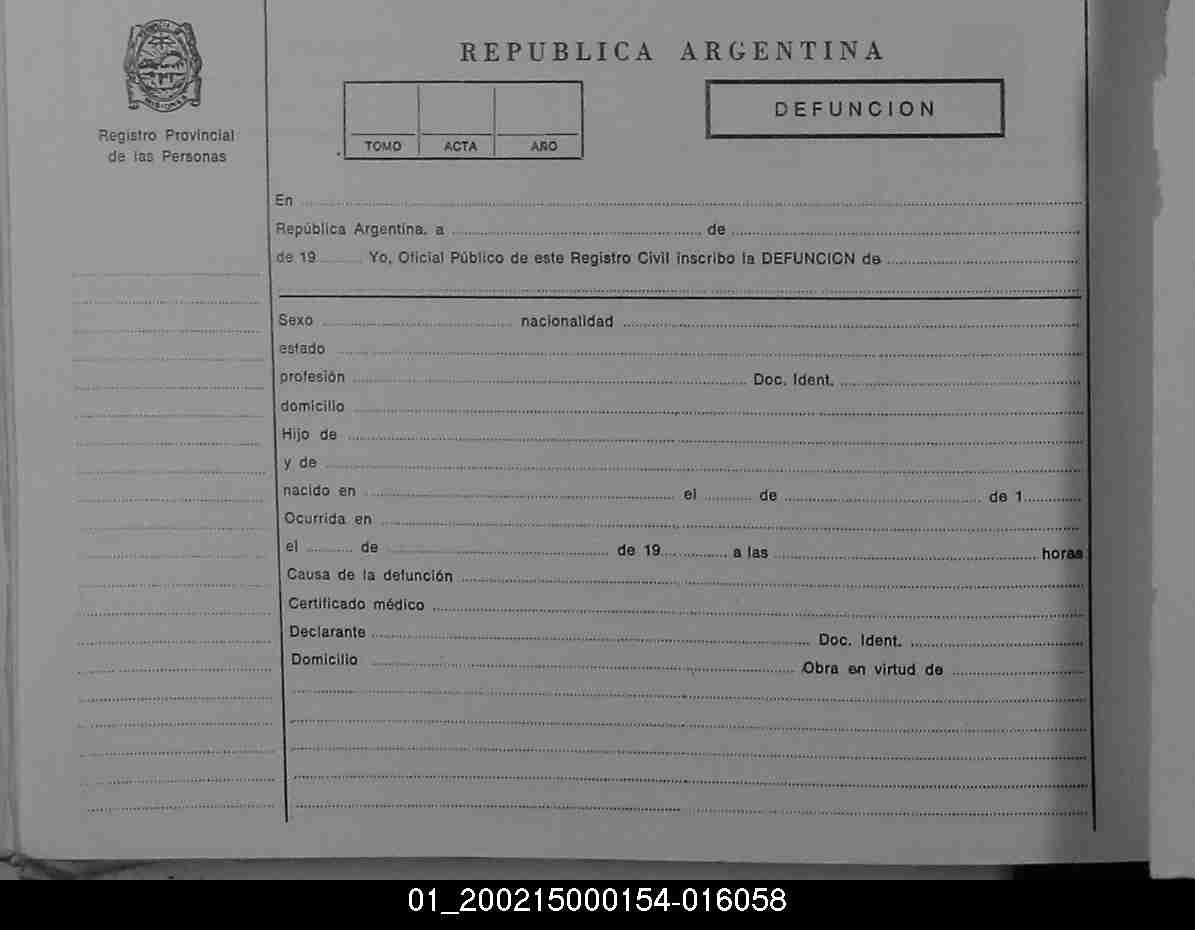 MISIONES
Registro Provincial
de las Personas
REPUBLICA ARGENTINA
TOMO ACTA AÑO
DEFUNCION
En
República Argentina, a de
de 19 Yo, Oficial Público de este Registro Civil inscribo la DEFUNCION de
Sexo nacionalidad
estado
profesión Doc. Ident.
domicilio
Hijo de
y de
nacido en el de de 1
Ocurrida en
el de de 19 a las horas
Causa de la defunción
Certificado médico
Declarante Doc. Ident.
Domicilio Obra en virtud de
01_200215000154-016058